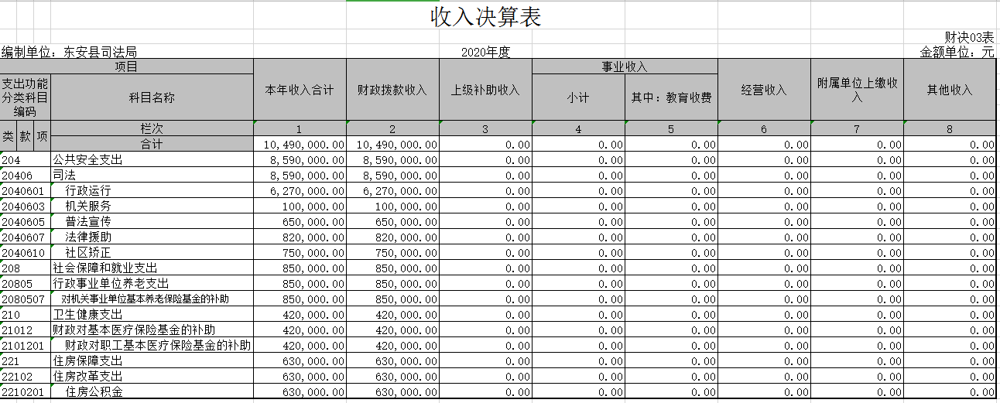 收入决算表
财决03表
编制单位：东安县司法局 2020年度 金额单位：元
项目 本年收入合计 财政拨款收入 上级补助收入 事业收入 经营收入 附属单位上缴收入 其他收入
支出功能分类科目编码 科目名称 小计 其中：教育收费
类 款 项 栏次 1 2 3 4 5 6 7 8
合计 10,490,000.00 10,490,000.00 0.00 0.00 0.00 0.00 0.00 0.00
204 公共安全支出 8,590,000.00 8,590,000.00 0.00 0.00 0.00 0.00 0.00 0.00
20406 司法 8,590,000.00 8,590,000.00 0.00 0.00 0.00 0.00 0.00 0.00
2040601 行政运行 6,270,000.00 6,270,000.00 0.00 0.00 0.00 0.00 0.00 0.00
2040603 机关服务 100,000.00 100,000.00 0.00 0.00 0.00 0.00 0.00 0.00
2040605 普法宣传 650,000.00 650,000.00 0.00 0.00 0.00 0.00 0.00 0.00
2040607 法律援助 820,000.00 820,000.00 0.00 0.00 0.00 0.00 0.00 0.00
2040610 社区矫正 750,000.00 750,000.00 0.00 0.00 0.00 0.00 0.00 0.00
208 社会保障和就业支出 850,000.00 850,000.00 0.00 0.00 0.00 0.00 0.00 0.00
20805 行政事业单位养老支出 850,000.00 850,000.00 0.00 0.00 0.00 0.00 0.00 0.00
2080507 对机关事业单位基本养老保险基金的补助 850,000.00 850,000.00 0.00 0.00 0.00 0.00 0.00 0.00
210 卫生健康支出 420,000.00 420,000.00 0.00 0.00 0.00 0.00 0.00 0.00
21012 财政对基本医疗保险基金的补助 420,000.00 420,000.00 0.00 0.00 0.00 0.00 0.00 0.00
2101201 财政对职工基本医疗保险基金的补助 420,000.00 420,000.00 0.00 0.00 0.00 0.00 0.00 0.00
221 住房保障支出 630,000.00 630,000.00 0.00 0.00 0.00 0.00 0.00 0.00
22102 住房改革支出 630,000.00 630,000.00 0.00 0.00 0.00 0.00 0.00 0.00
2210201 住房公积金 630,000.00 630,000.00 0.00 0.00 0.00 0.00 0.00 0.00